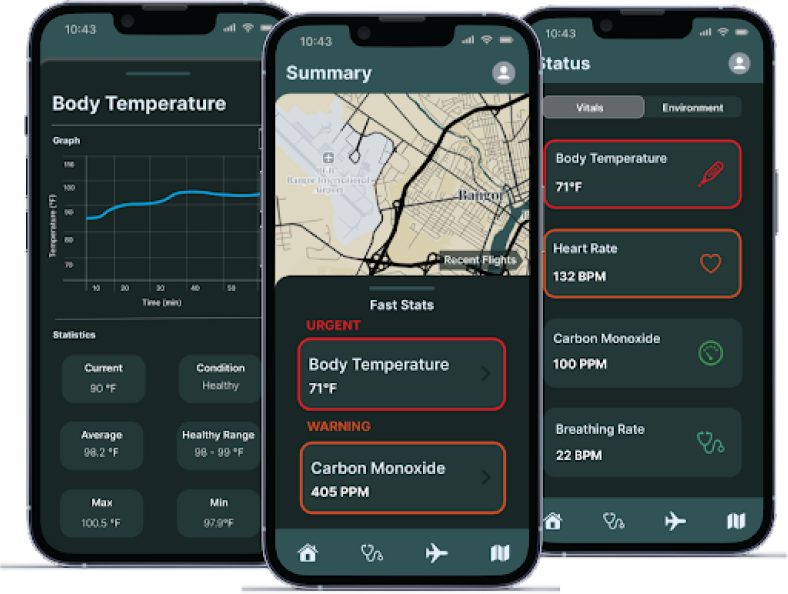 10:43
Body Temperature
Graph
110
100
90
80
70
Temperature (°F)
10 20 30 40 50
Time (min)
Statistics
Current
90 °F
Condition
Healthy
Average
98.2 °F
Healthy Range
98 - 99 °F
Max
100.5 °F
Min
97.9°F
10:43
Summary
Bangor International
Airport
Bangor
Recent Flights
Fast Stats
URGENT
Body Temperature
71°F
WARNING
Carbon Monoxide
405 PPM
10:43
Status
Vitals
Environment
Body Temperature
71°F
Heart Rate
132 BPM
Carbon Monoxide
100 PPM
Breathing Rate
22 BPM